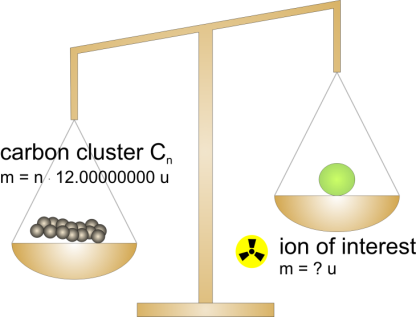 carbon cluster Cₙ
m = n · 12.00000000 u
ion of interest
m = ? u